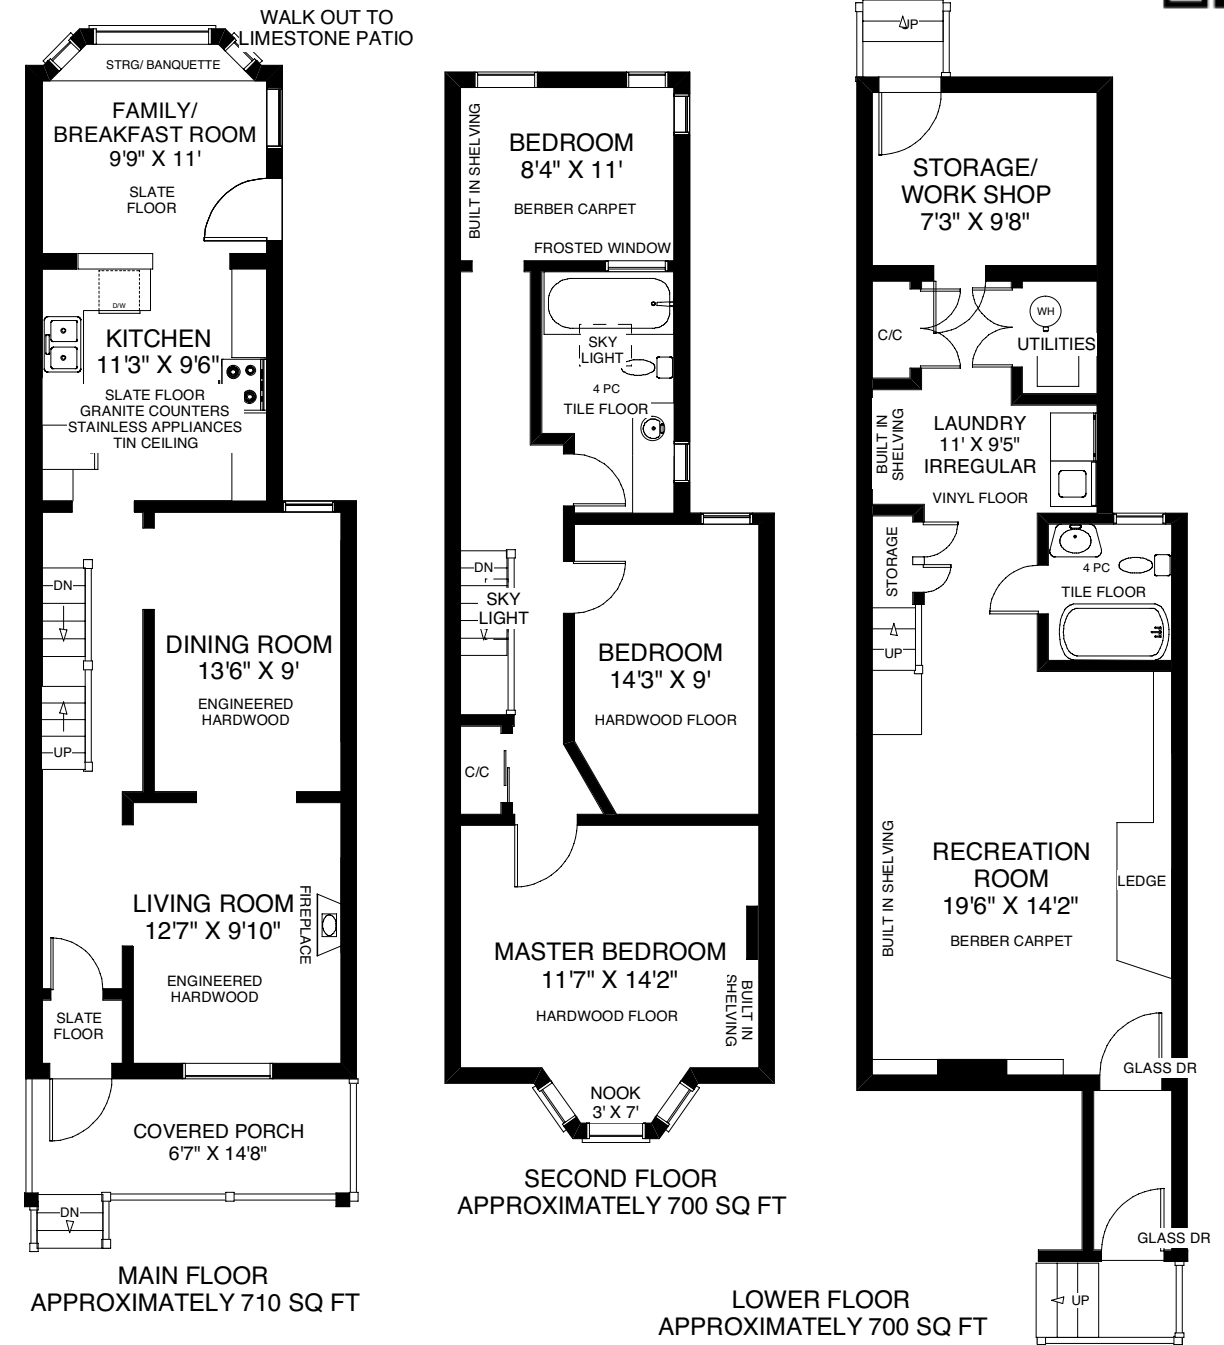 WALK OUT TO
LIMESTONE PATIO
STRG/ BANQUETTE
FAMILY/
BREAKFAST ROOM
9'9" X 11'
SLATE
FLOOR
D/W
KITCHEN
11'3" X 9'6"
SLATE FLOOR
GRANITE COUNTERS
STAINLESS APPLIANCES
TIN CEILING
DN
UP
DINING ROOM
13'6" X 9'
ENGINEERED
HARDWOOD
LIVING ROOM
12'7" X 9'10"
FIREPLACE
ENGINEERED
HARDWOOD
SLATE
FLOOR
COVERED PORCH
6'7" X 14'8"
DN
MAIN FLOOR
APPROXIMATELY 710 SQ FT
BUILT IN SHELVING
BEDROOM
8'4" X 11'
BERBER CARPET
FROSTED WINDOW
SKY
LIGHT
4 PC
TILE FLOOR
DN
SKY
LIGHT
BEDROOM
14'3" X 9'
HARDWOOD FLOOR
C/C
MASTER BEDROOM
11'7" X 14'2"
HARDWOOD FLOOR
BUILT IN
SHELVING
NOOK
3' X 7'
SECOND FLOOR
APPROXIMATELY 700 SQ FT
UP
STORAGE/
WORK SHOP
7'3" X 9'8"
C/C
WH
UTILITIES
BUILT IN
SHELVING
LAUNDRY
11' X 9'5"
IRREGULAR
VINYL FLOOR
STORAGE
4 PC
TILE FLOOR
UP
BUILT IN SHELVING
RECREATION
ROOM
19'6" X 14'2"
BERBER CARPET
LEDGE
GLASS DR
GLASS DR
UP
LOWER FLOOR
APPROXIMATELY 700 SQ FT